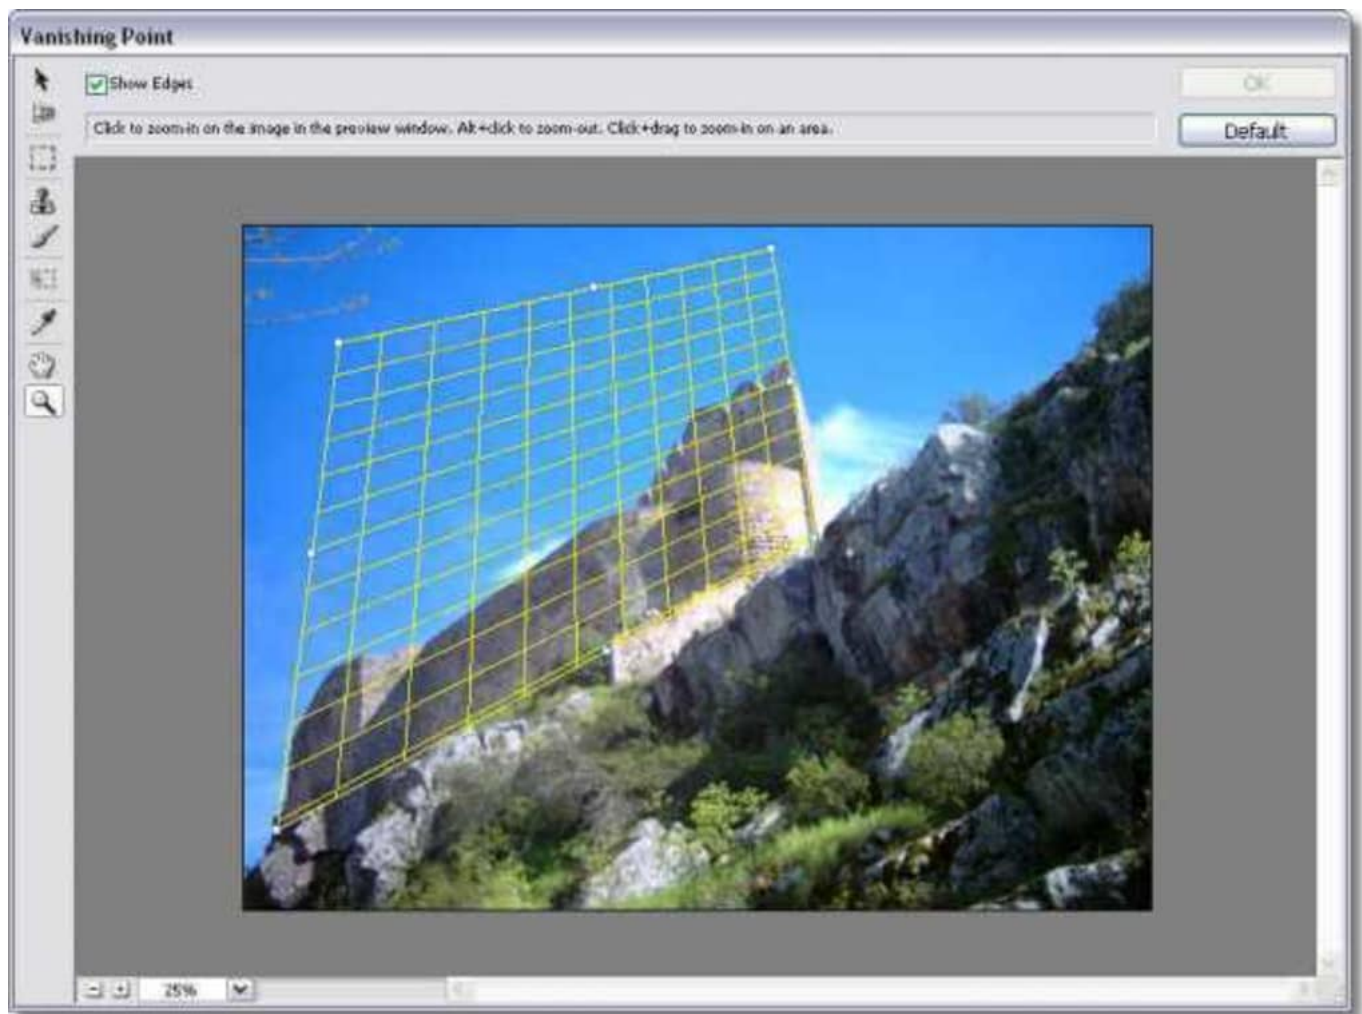 Vanishing Point
Show Edges
OK
Click to zoom-in on the image in the preview window. Alt+click to zoom-out. Click+drag to zoom-in on an area.
Default
25%